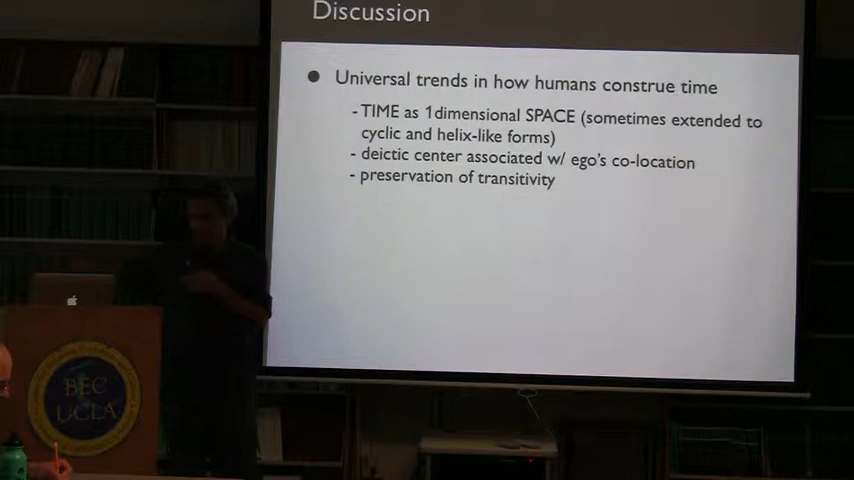 Discussion
● Universal trends in how humans construe time
- TIME as 1dimensional SPACE (sometimes extended to
cyclic and helix-like forms)
- deictic center associated w/ ego's co-location
- preservation of transitivity
BEC
UCLA